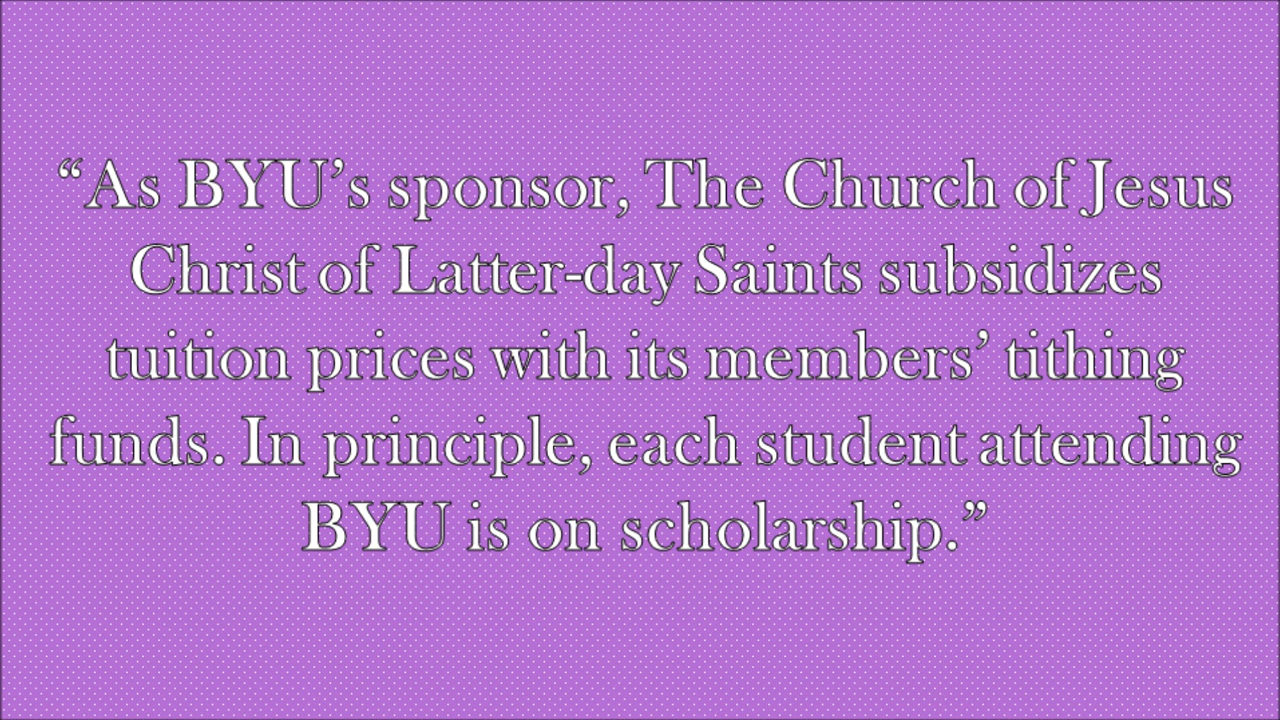 “As BYU’s sponsor, The Church of Jesus
Christ of Latter-day Saints subsidizes
tuition prices with its members’ tithing
funds. In principle, each student attending
BYU is on scholarship.”